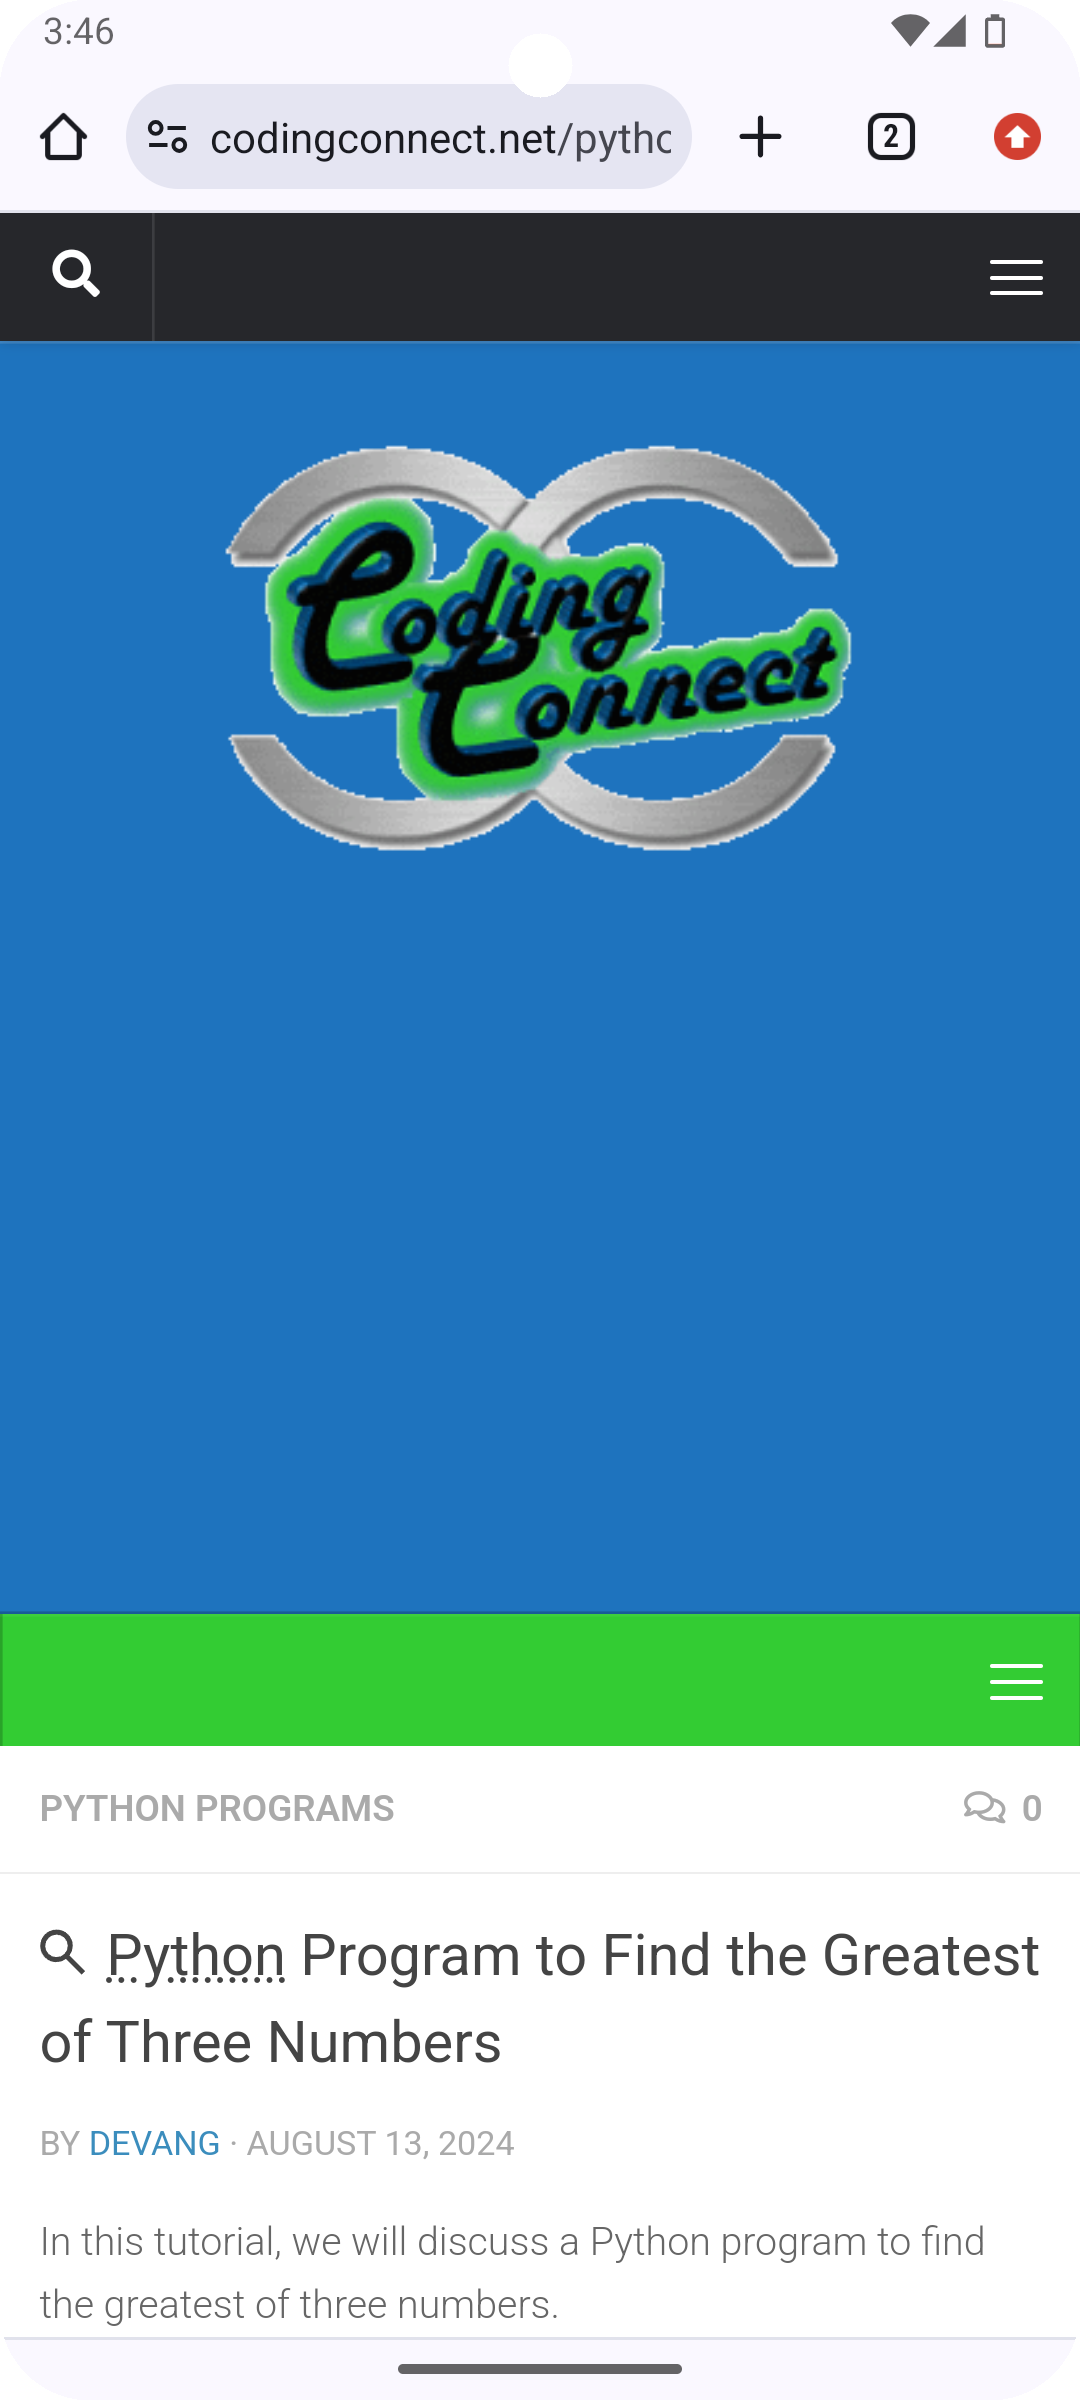 3:46
codingconnect.net/pytho
2
Coding
Connect
PYTHON PROGRAMS
0
Python Program to Find the Greatest
of Three Numbers
BY DEVANG · AUGUST 13, 2024
In this tutorial, we will discuss a Python program to find
the greatest of three numbers.